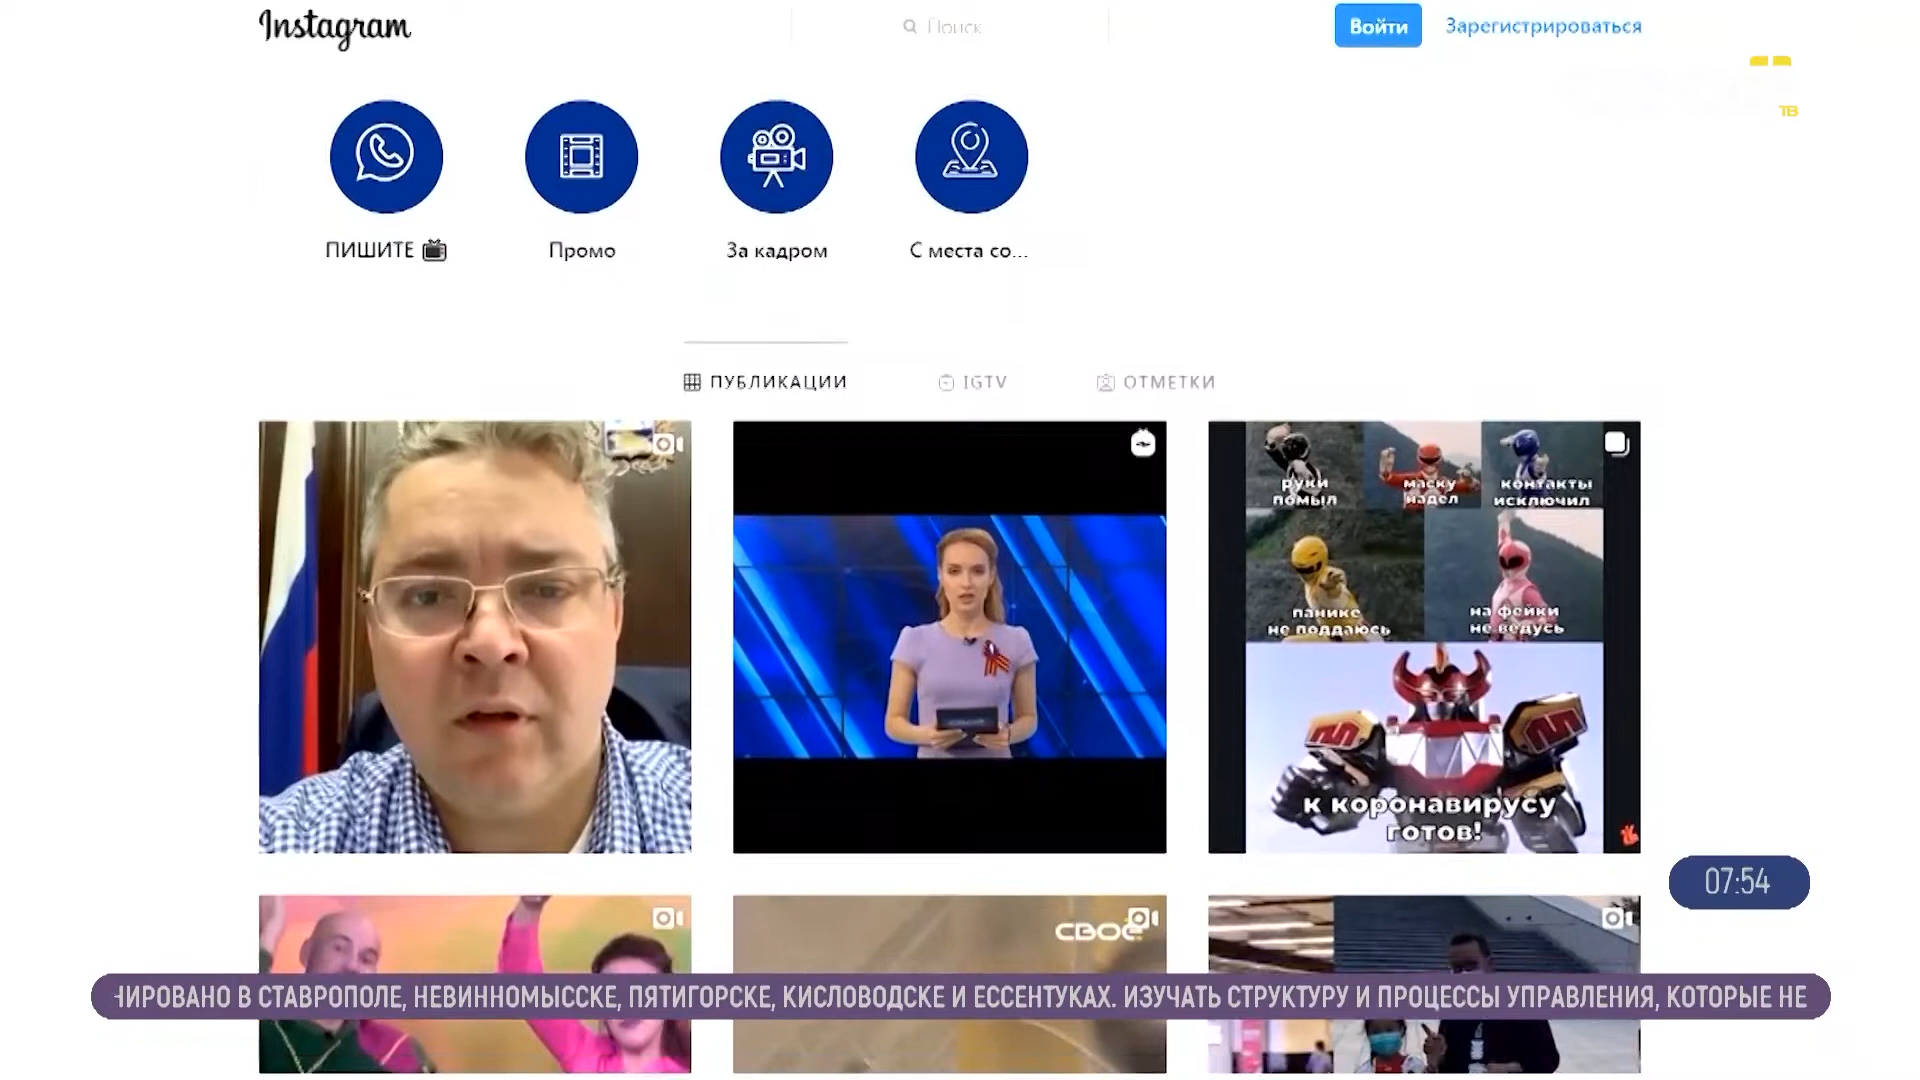 Instagram
Поиск
Войти
Зарегистрироваться
ТВ
ПИШИТЕ
Промо
За кадром
С места со...
ПУБЛИКАЦИИ
IGTV
ОТМЕТКИ
руки
помыл
маску
надел
контакты
исключил
панике
не поддаюсь
на фейки
не ведусь
к коронавирусу
готов!
07:54
СВОЁ
НИРОВАНО В СТАВРОПОЛЕ, НЕВИННОМЫССКЕ, ПЯТИГОРСКЕ, КИСЛОВОДСКЕ И ЕССЕНТУКАХ. ИЗУЧАТЬ СТРУКТУРУ И ПРОЦЕССЫ УПРАВЛЕНИЯ, КОТОРЫЕ НЕ